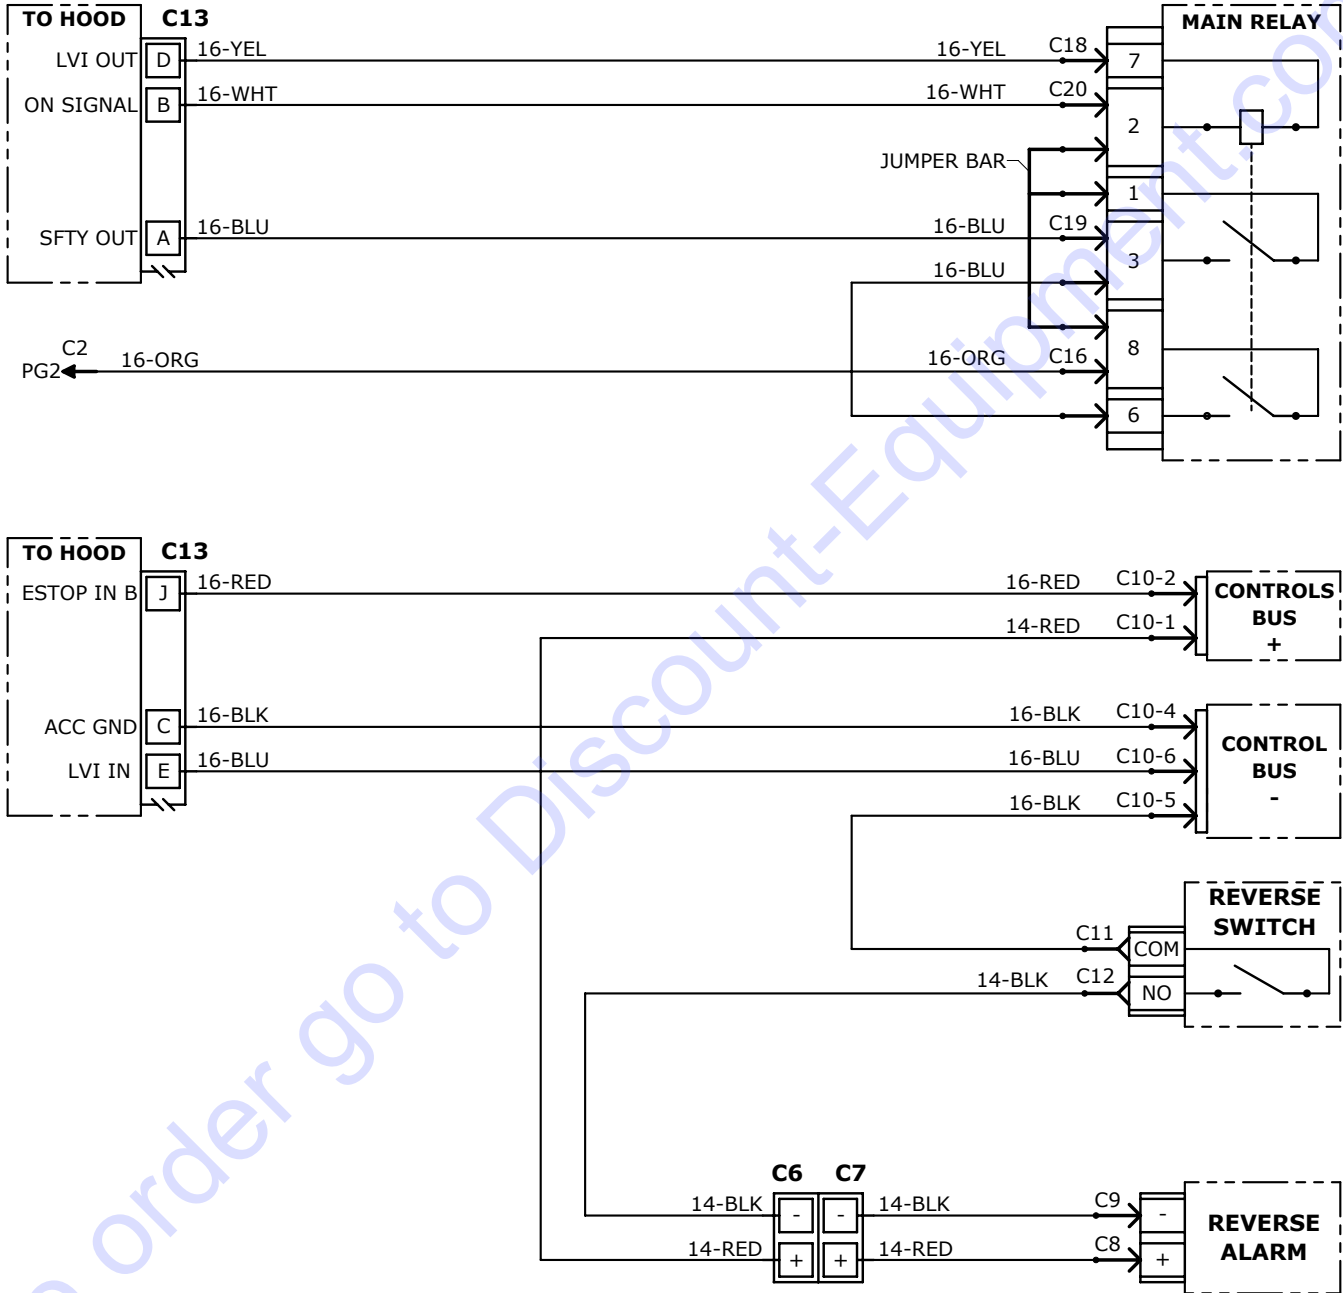 TO HOOD C13
MAIN RELAY
LVI OUT D 16-YEL 16-YEL C18 7
ON SIGNAL B 16-WHT 16-WHT C20 2
JUMPER BAR
1
SFTY OUT A 16-BLU 16-BLU C19 3
16-BLU
PG2 C2 16-ORG 16-ORG C16 8
6
TO HOOD C13
ESTOP IN B J 16-RED 16-RED C10-2
14-RED C10-1
CONTROLS
BUS
+
ACC GND C 16-BLK 16-BLK C10-4
LVI IN E 16-BLU 16-BLU C10-6
16-BLK C10-5
CONTROL
BUS
-
REVERSE
SWITCH
C11 COM
14-BLK C12 NO
C6 C7
14-BLK - - 14-BLK C9 -
14-RED + + 14-RED C8 +
REVERSE
ALARM
order go to Discount-Equipment.com